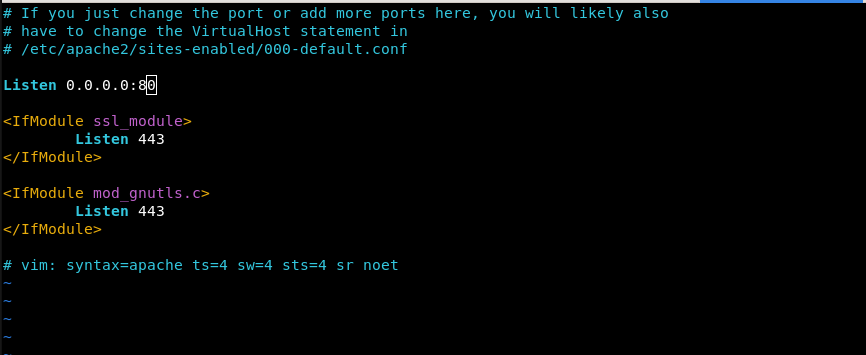 # If you just change the port or add more ports here, you will likely also
# have to change the VirtualHost statement in
# /etc/apache2/sites-enabled/000-default.conf
Listen 0.0.0.0:80
<IfModule ssl_module>
        Listen 443
</IfModule>
<IfModule mod_gnutls.c>
        Listen 443
</IfModule>
# vim: syntax=apache ts=4 sw=4 sts=4 sr noet
~
~
~
~
~